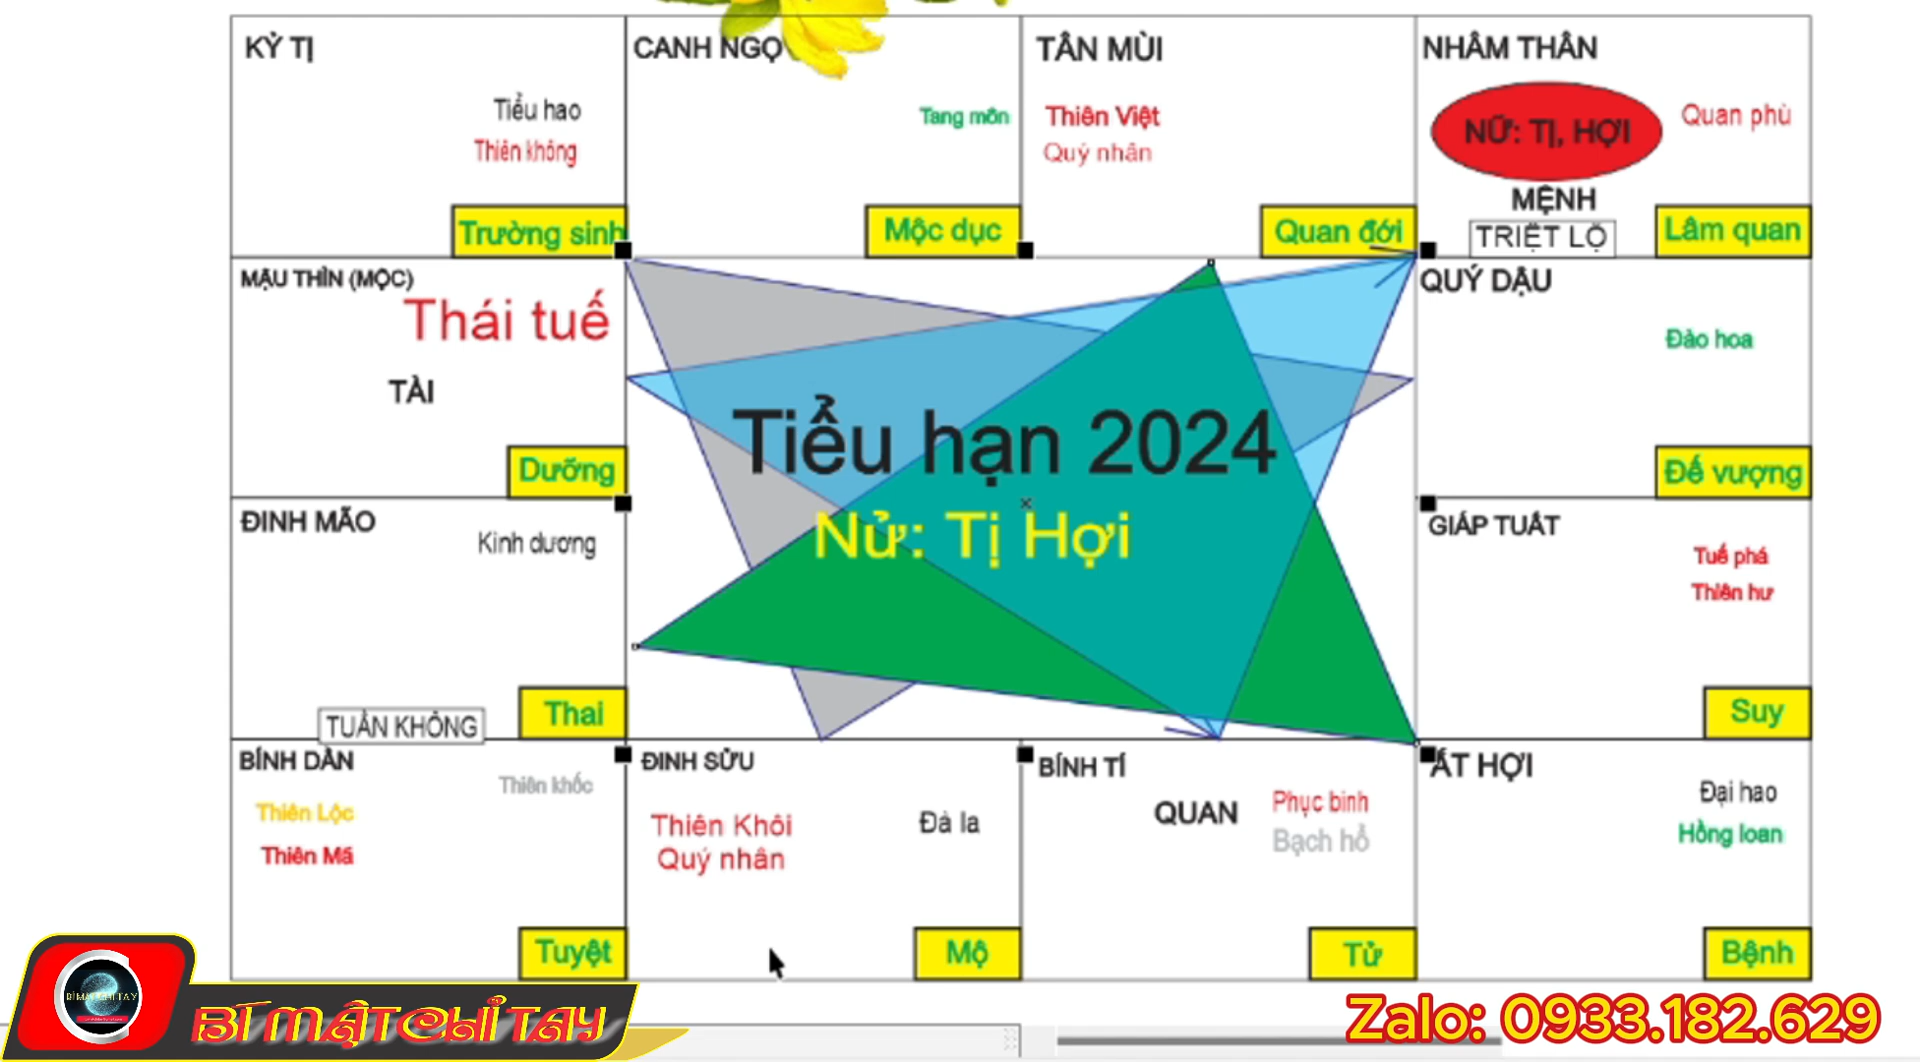 KỶ TỊ
Tiểu hao
Thiên không
Trường sinh
CANH NGỌ
Tang môn
Mộc dục
TÂN MÙI
Thiên Việt
Quý nhân
Quan đới
NHÂM THÂN
NỮ: TỊ, HỢI
Quan phù
MỆNH
TRIỆT LỘ
Lâm quan
MẬU THÌN (MỘC)
Thái tuế
TÀI
Dưỡng
QUÝ DẬU
Đào hoa
Đế vượng
Tiểu hạn 2024
Nử: Tị Hợi
ĐINH MÃO
Kình dương
TUẦN KHÔNG
Thai
GIÁP TUẤT
Tuế phá
Thiên hư
Suy
BÍNH DẦN
Thiên khốc
Thiên Lộc
Thiên Mã
Tuyệt
ĐINH SỬU
Thiên Khôi
Quý nhân
Đà la
Mộ
BÍNH TÍ
QUAN
Phục binh
Bạch hổ
Tử
ẤT HỢI
Đại hao
Hồng loan
Bệnh
BÍ MẬT CHỈ TAY
BÍ MẬT CHỈ TAY
Zalo: 0933.182.629